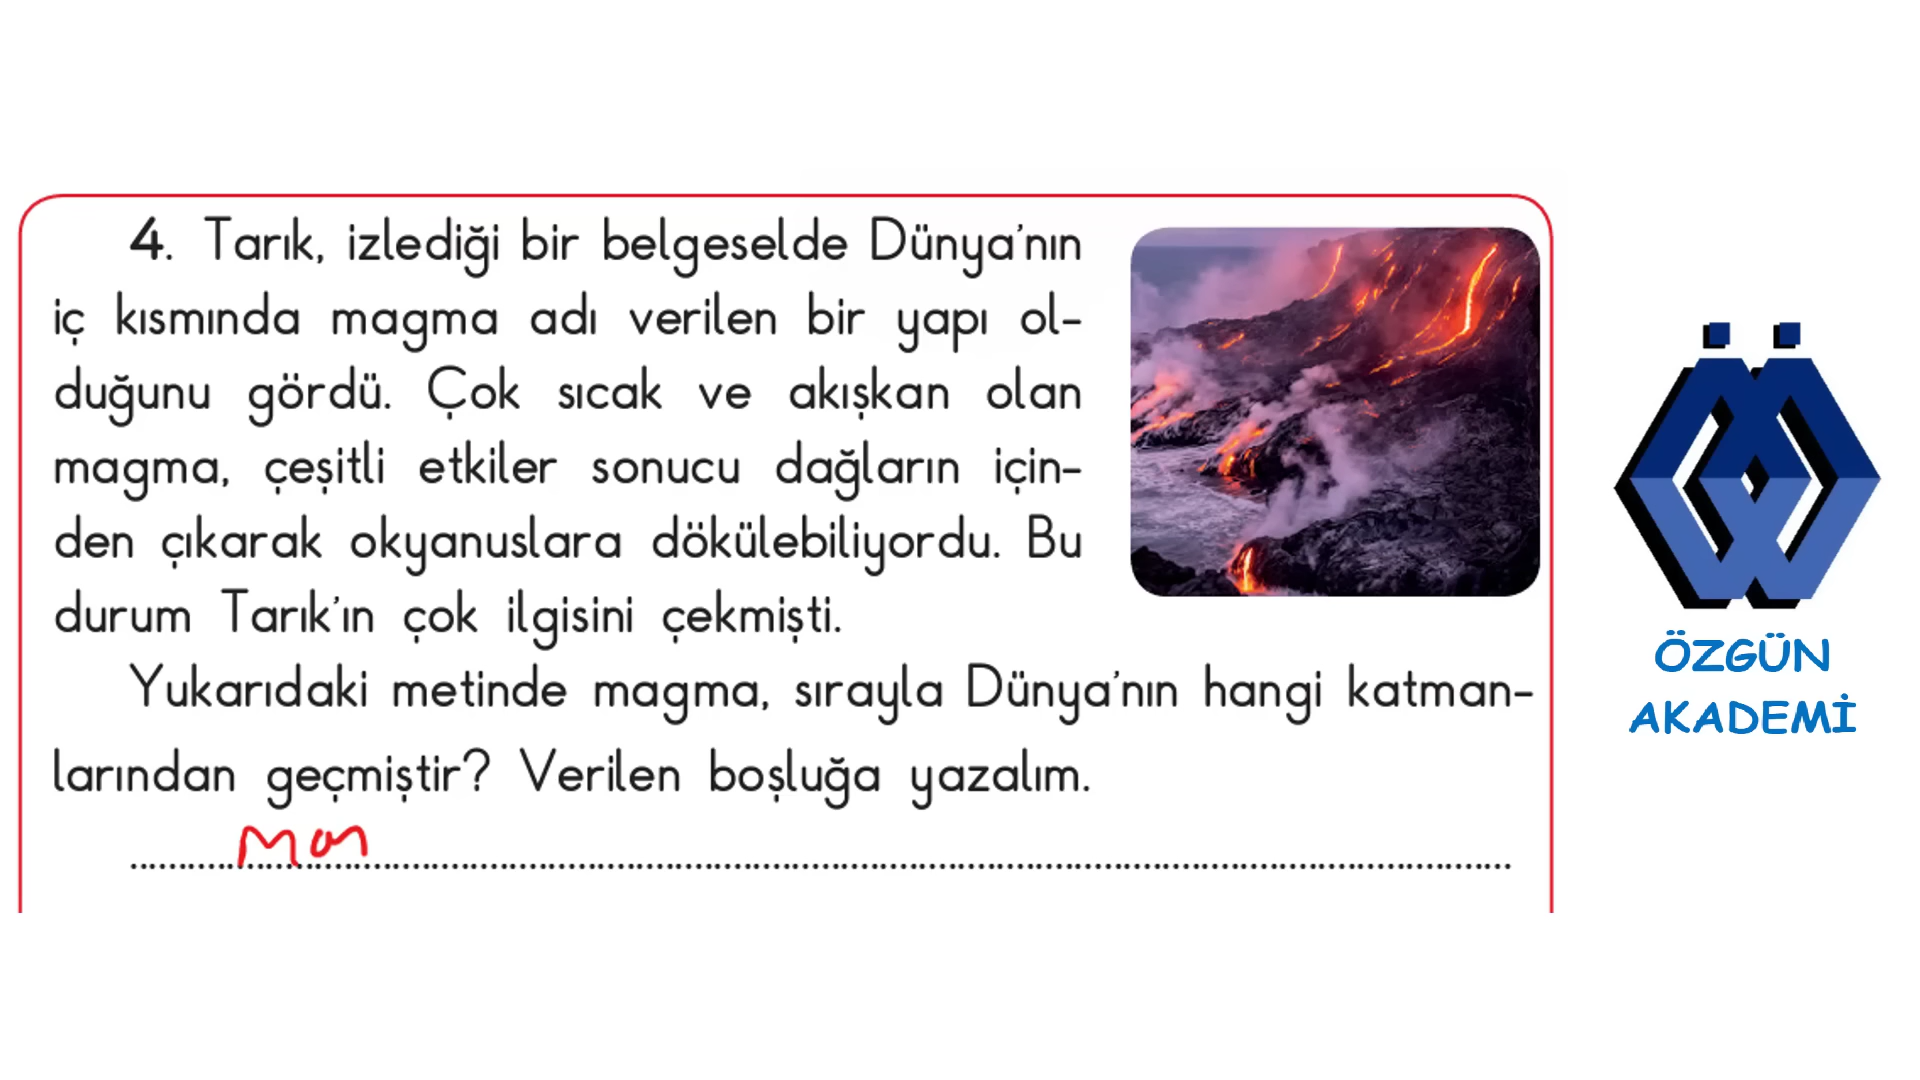 4. Tarık, izlediği bir belgeselde Dünya'nın
iç kısmında magma adı verilen bir yapı ol-
duğunu gördü. Çok sıcak ve akışkan olan
magma, çeşitli etkiler sonucu dağların için-
den çıkarak okyanuslara dökülebiliyordu. Bu
durum Tarık'ın çok ilgisini çekmişti.
Yukarıdaki metinde magma, sırayla Dünya'nın hangi katman-
larından geçmiştir? Verilen boşluğa yazalım.
Man
ÖZGÜN
AKADEMİ